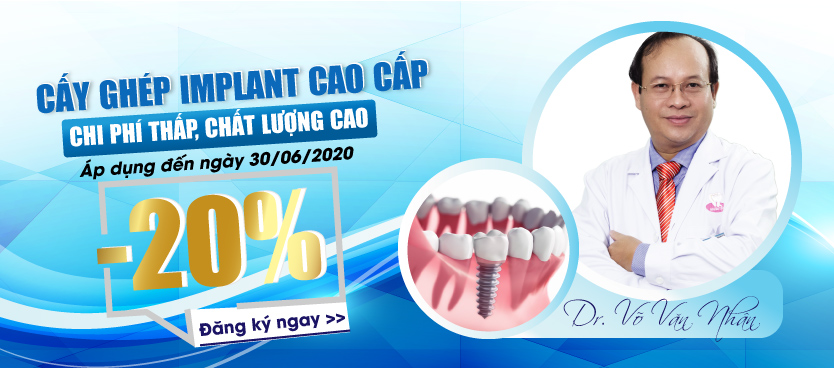 CẤY GHÉP IMPLANT CAO CẤP
CHI PHÍ THẤP, CHẤT LƯỢNG CAO
Áp dụng đến ngày 30/06/2020
-20%
Đăng ký ngay >>
Dr. Võ Văn Nhân